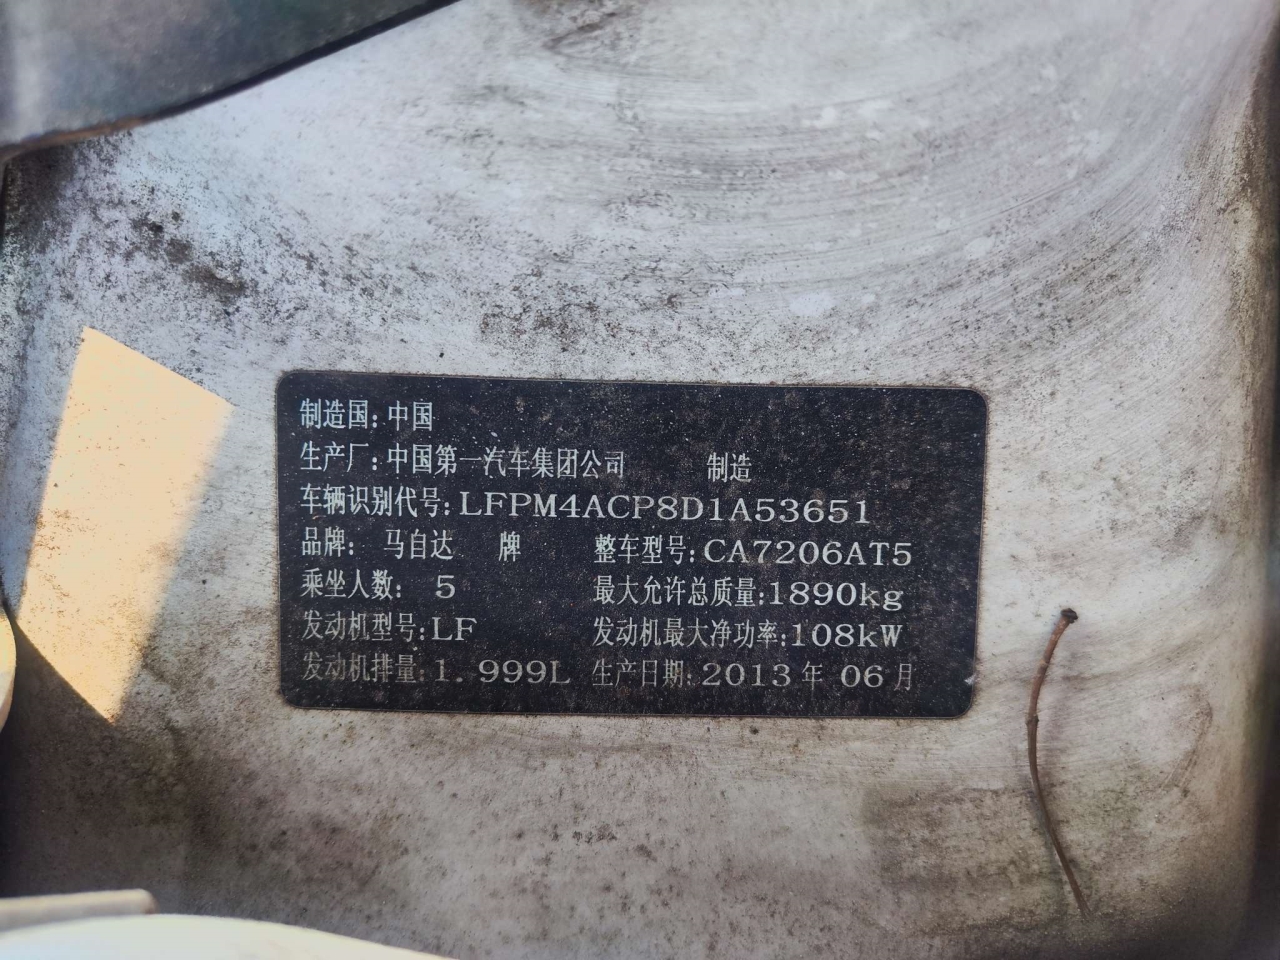 制造国: 中国
生产厂: 中国第一汽车集团公司 制造
车辆识别代号: LFPM4ACP8D1A53651
品牌: 马自达 牌 整车型号: CA7206AT5
乘坐人数: 5 最大允许总质量: 1890kg
发动机型号: LF 发动机最大净功率: 108kW
发动机排量: 1.999L 生产日期: 2013年 06月